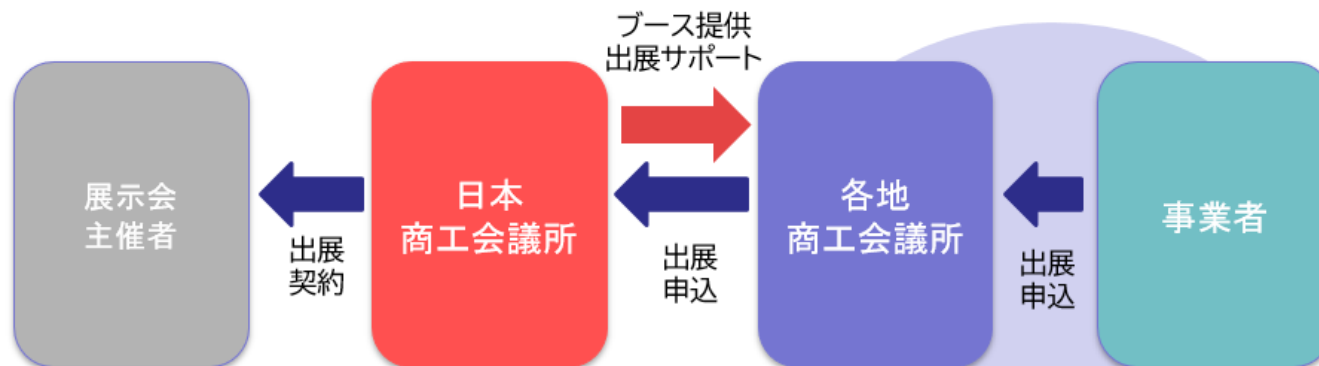 ブース提供
出展サポート
展示会
主催者
出展
契約
日本
商工会議所
出展
申込
各地
商工会議所
出展
申込
事業者